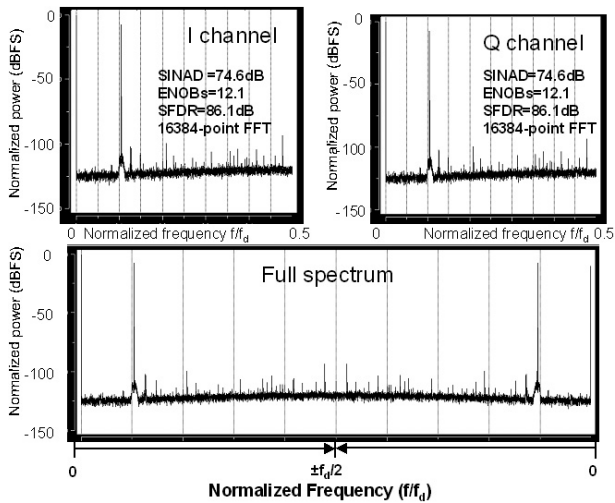 I channel
SINAD=74.6dB
ENOBs=12.1
SFDR=86.1dB
16384-point FFT
Normalized power (dBFS)
0
-50
-100
-150
0
Normalized frequency f/fd
0.5
Q channel
SINAD=74.6dB
ENOBs=12.1
SFDR=86.1dB
16384-point FFT
Normalized power (dBFS)
0
-50
-100
-150
0
Normalized frequency f/fd
0.5
Full spectrum
Normalized power (dBFS)
0
-50
-100
-150
0
±fd/2
0
Normalized Frequency (f/fd)